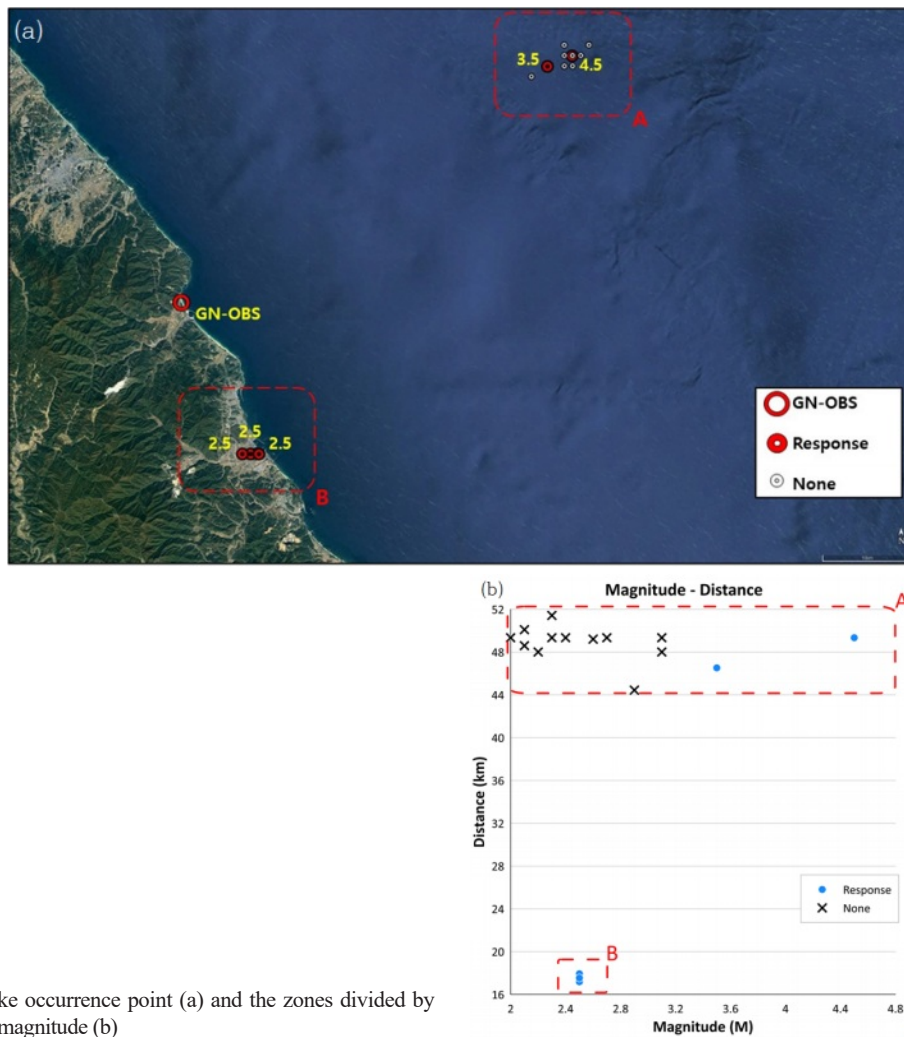 (a)
3.5
4.5
A
GN-OBS
2.5
2.5
2.5
B
GN-OBS
Response
None
(b)
Magnitude - Distance
A
52
48
44
40
36
32
28
24
20
16
Distance (km)
Response
None
B
2
2.4
2.8
3.2
3.6
4
4.4
4.8
Magnitude (M)
ke occurrence point (a) and the zones divided by
magnitude (b)